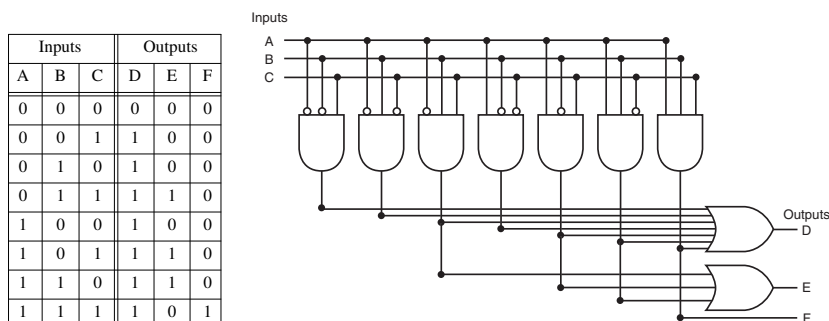 Inputs Outputs
A B C D E F
0 0 0 0 0 0
0 0 1 1 0 0
0 1 0 1 0 0
0 1 1 1 1 0
1 0 0 1 0 0
1 0 1 1 1 0
1 1 0 1 1 0
1 1 1 1 0 1
Inputs
A
B
C
Outputs
D
E
F